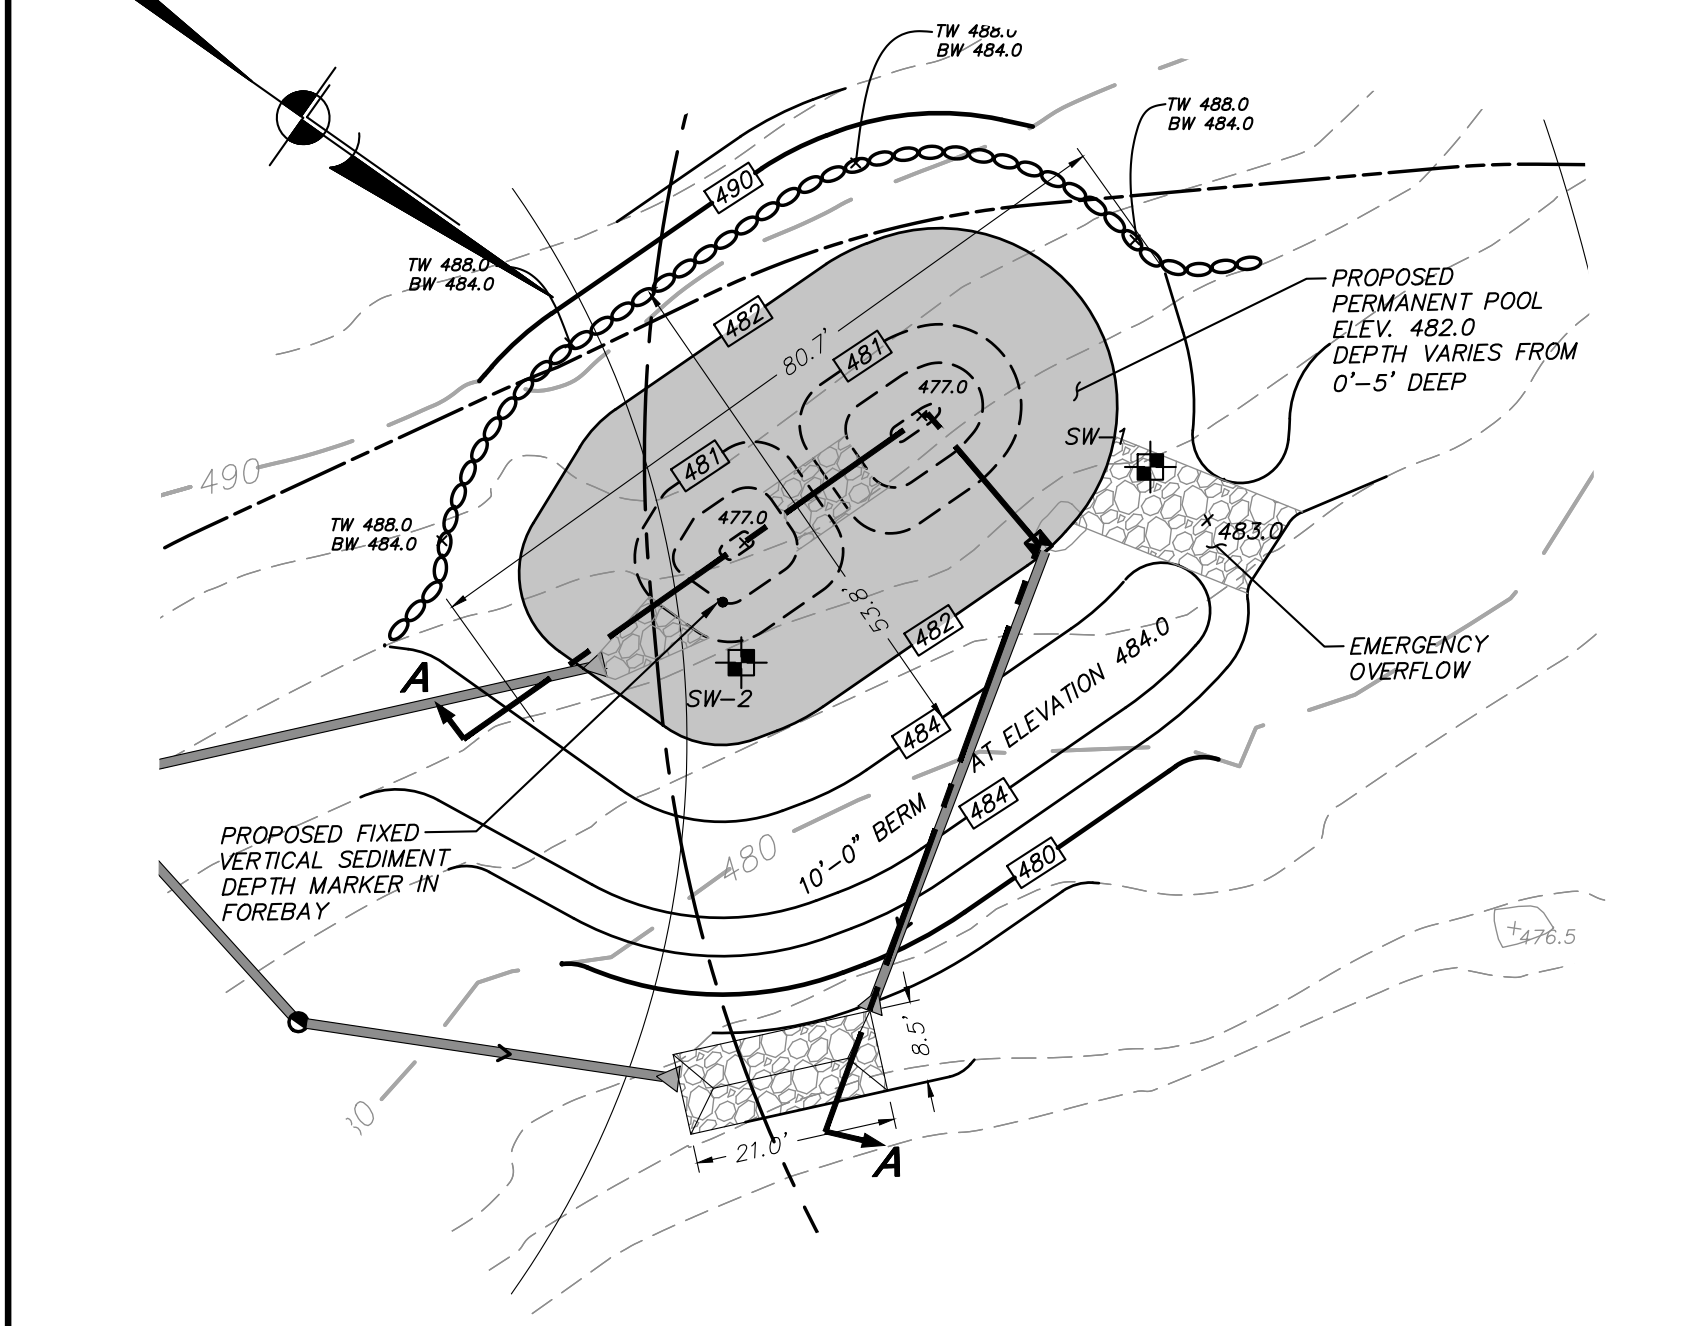 TW 488.0
BW 484.0
TW 488.0
BW 484.0
490
TW 488.0
BW 484.0
482
80.7'
481
477.0
PROPOSED
PERMANENT POOL
ELEV. 482.0
DEPTH VARIES FROM
0'-5' DEEP
SW-1
490
481
477.0
TW 488.0
BW 484.0
483.0
53.8'
482
EMERGENCY
OVERFLOW
A
SW-2
484
10'-0" BERM AT ELEVATION 484.0
484
480
480
PROPOSED FIXED
VERTICAL SEDIMENT
DEPTH MARKER IN
FOREBAY
476.5
8.5'
21.0'
A